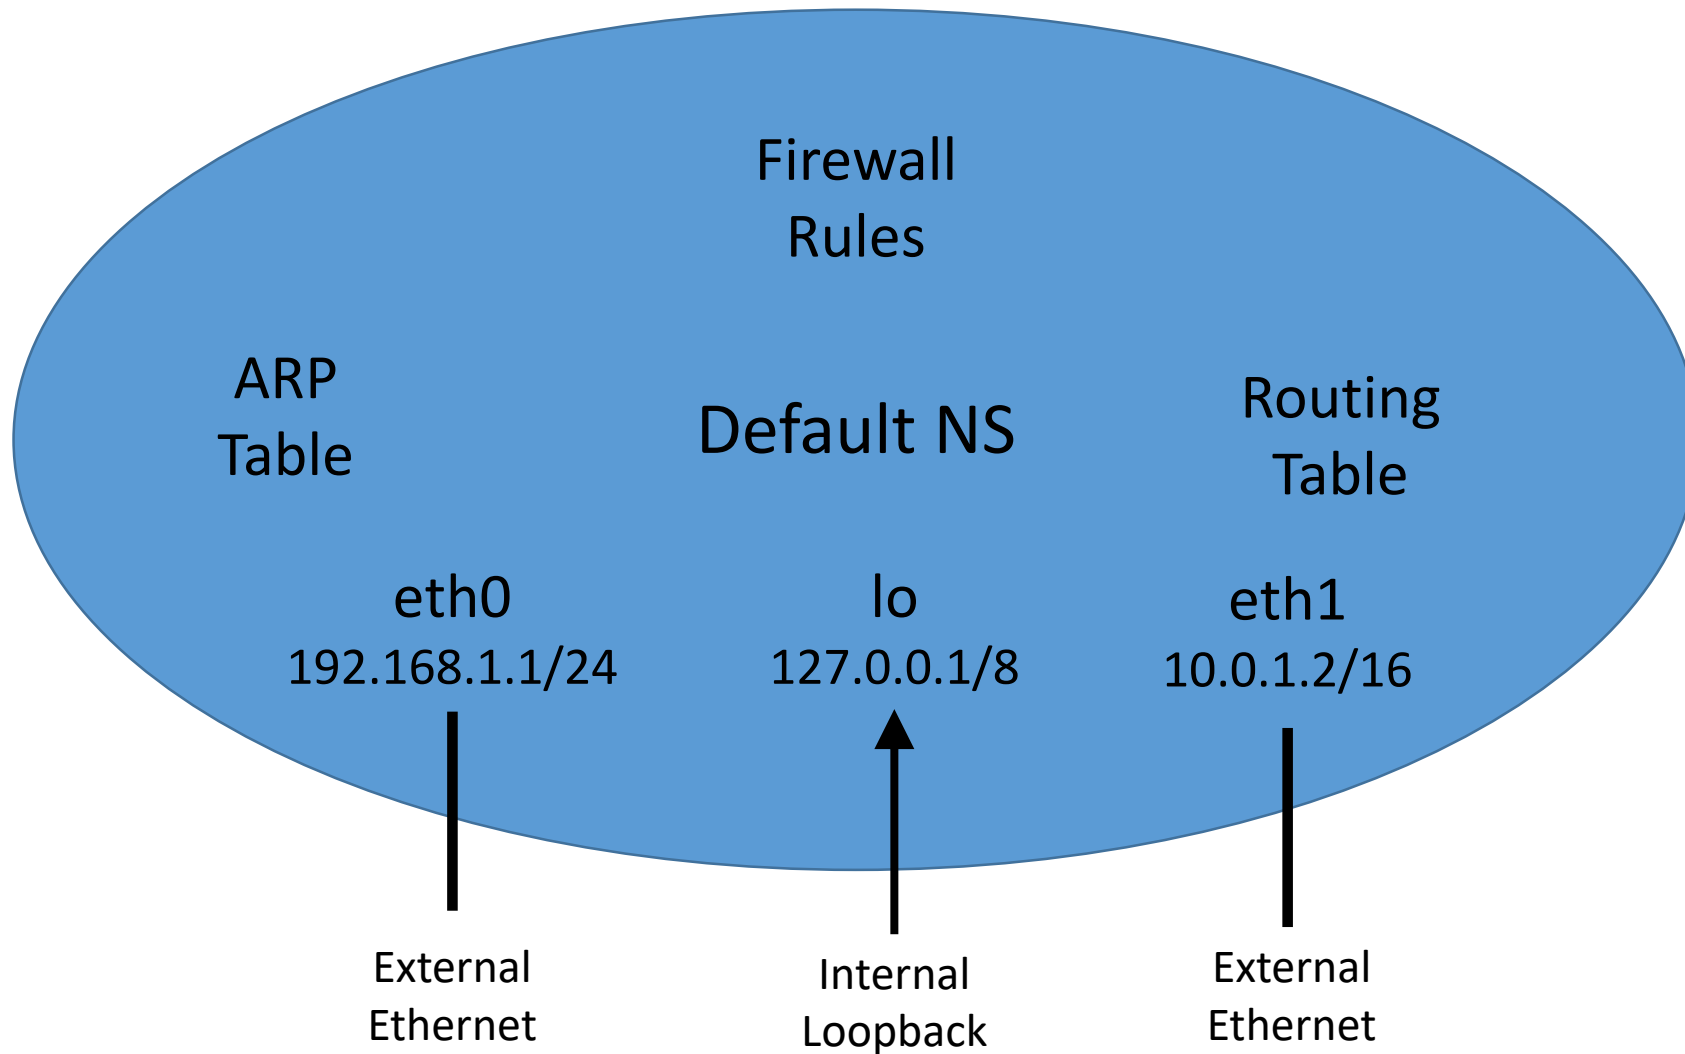 Firewall
Rules
ARP
Table
Default NS
Routing
Table
eth0
192.168.1.1/24
lo
127.0.0.1/8
eth1
10.0.1.2/16
External
Ethernet
Internal
Loopback
External
Ethernet